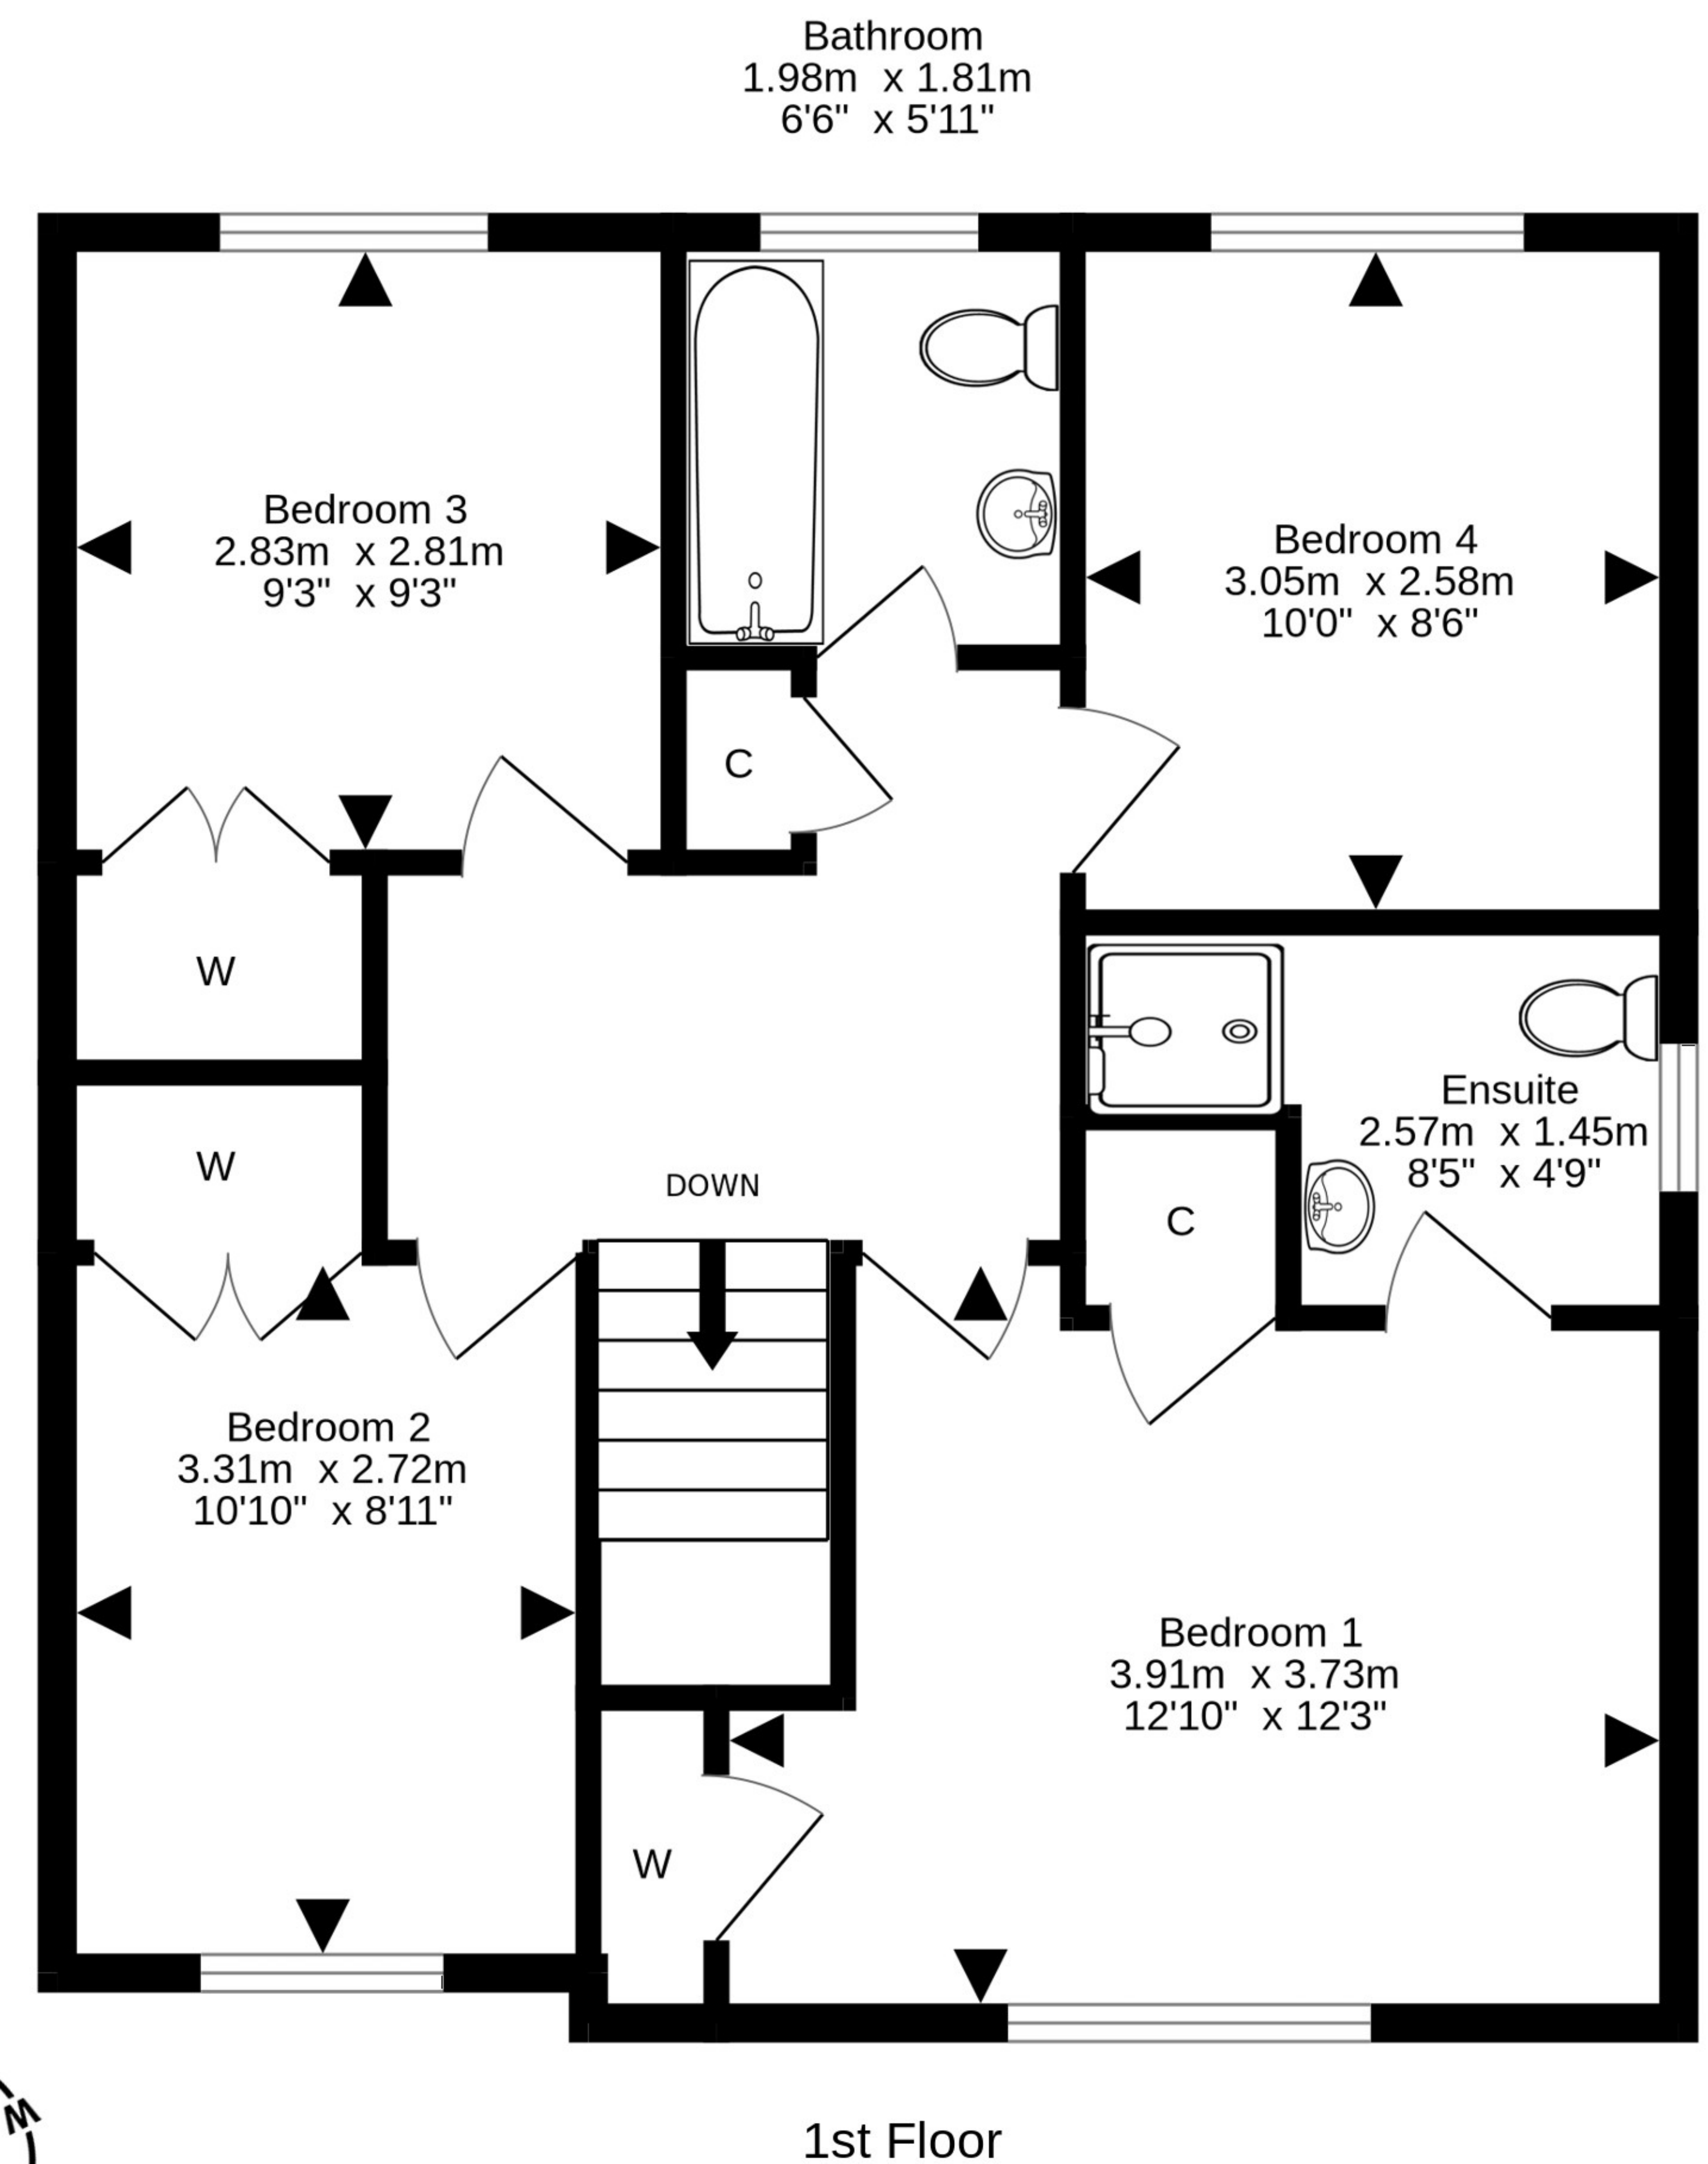 Bathroom
1.98m x 1.81m
6'6" x 5'11"
Bedroom 3
2.83m x 2.81m
9'3" x 9'3"
Bedroom 4
3.05m x 2.58m
10'0" x 8'6"
C
W
W
Ensuite
2.57m x 1.45m
8'5" x 4'9"
DOWN
C
Bedroom 2
3.31m x 2.72m
10'10" x 8'11"
Bedroom 1
3.91m x 3.73m
12'10" x 12'3"
W
W
1st Floor